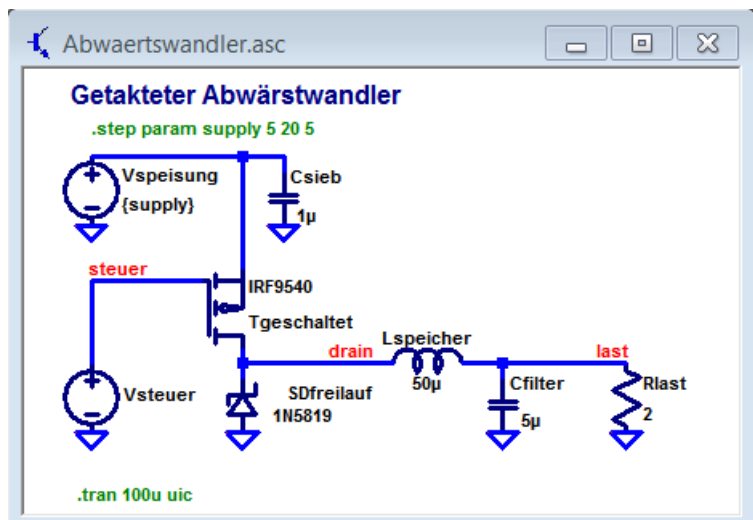 Abwaertswandler.asc
Getakteter Abwärstwandler
.step param supply 5 20 5
Vspeisung
{supply}
Csieb
1µ
steuer
IRF9540
Tgeschaltet
drain
Lspeicher
50µ
last
Vsteuer
SDfreilauf
1N5819
Cfilter
5µ
Rlast
2
.tran 100u uic